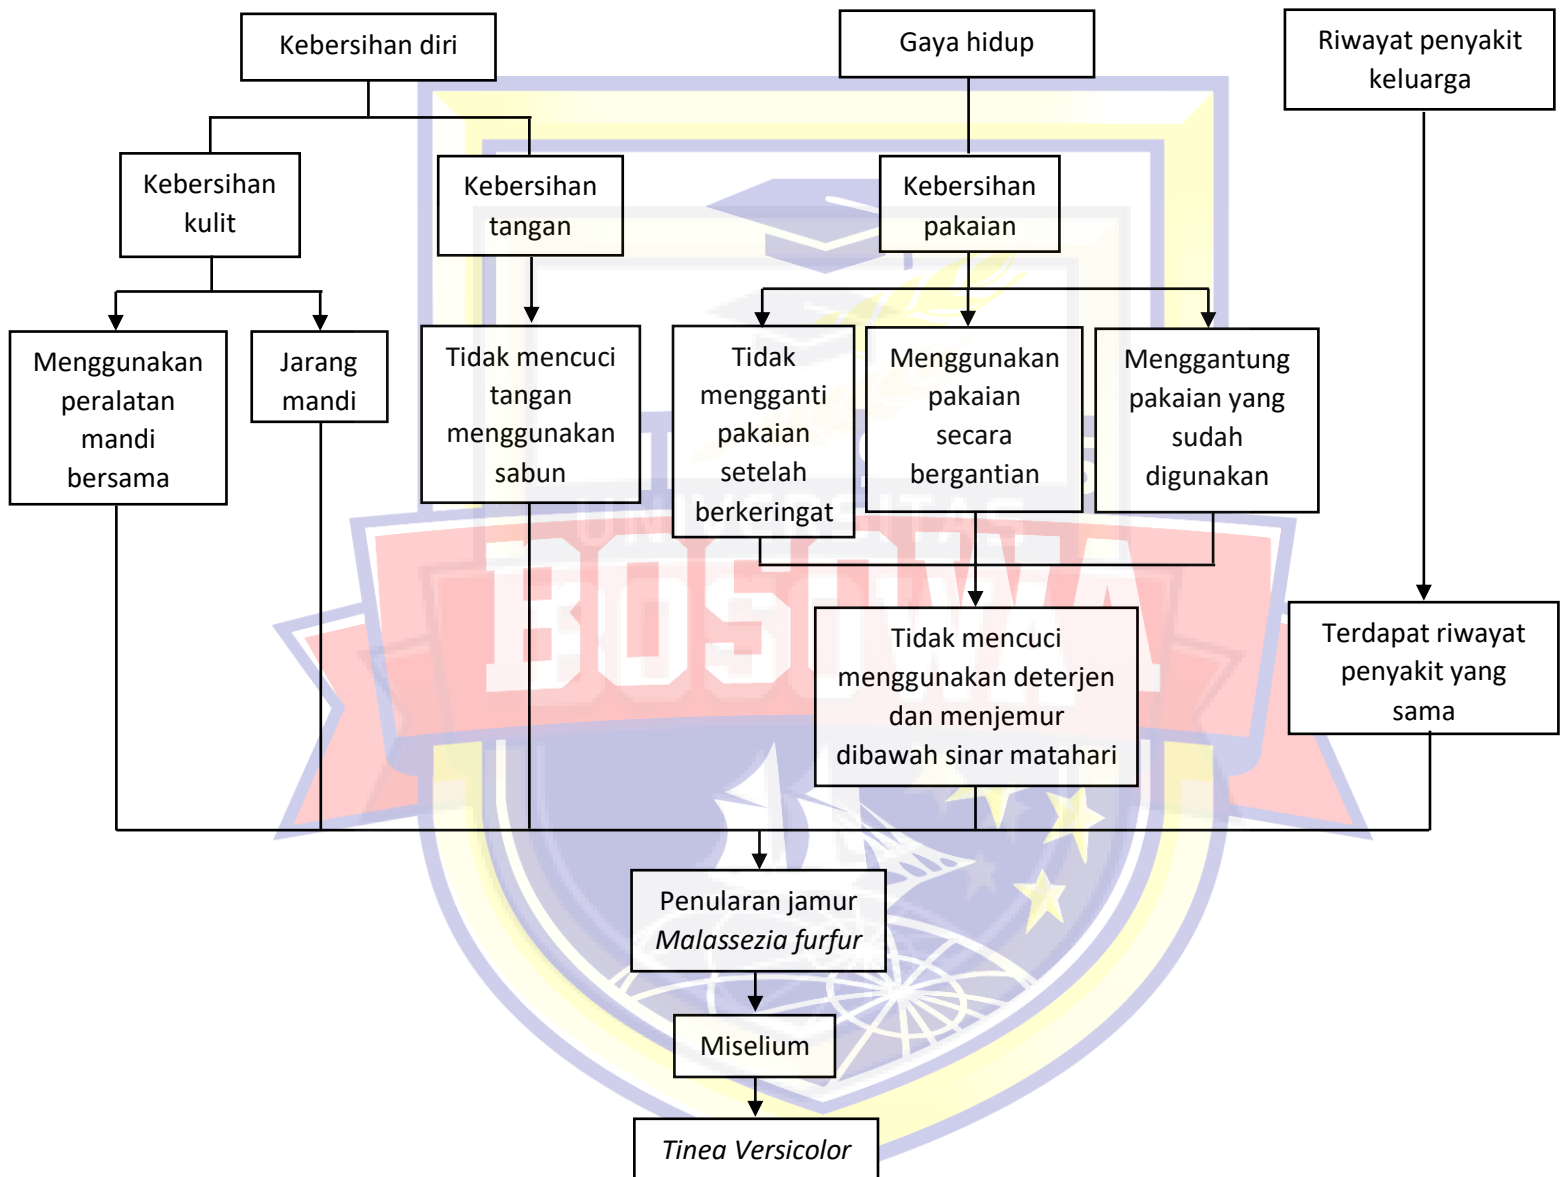 Kebersihan diri
Gaya hidup
Riwayat penyakit
keluarga
Kebersihan
kulit
Kebersihan
tangan
Kebersihan
pakaian
Menggunakan
peralatan
mandi
bersama
Jarang
mandi
Tidak mencuci
tangan
menggunakan
sabun
Tidak
mengganti
pakaian
setelah
berkeringat
Menggunakan
pakaian
secara
bergantian
Menggantung
pakaian yang
sudah
digunakan
UNIVERSITAS
BOSOWA
Tidak mencuci
menggunakan deterjen
dan menjemur
dibawah sinar matahari
Terdapat riwayat
penyakit yang
sama
Penularan jamur
Malassezia furfur
Miselium
Tinea Versicolor